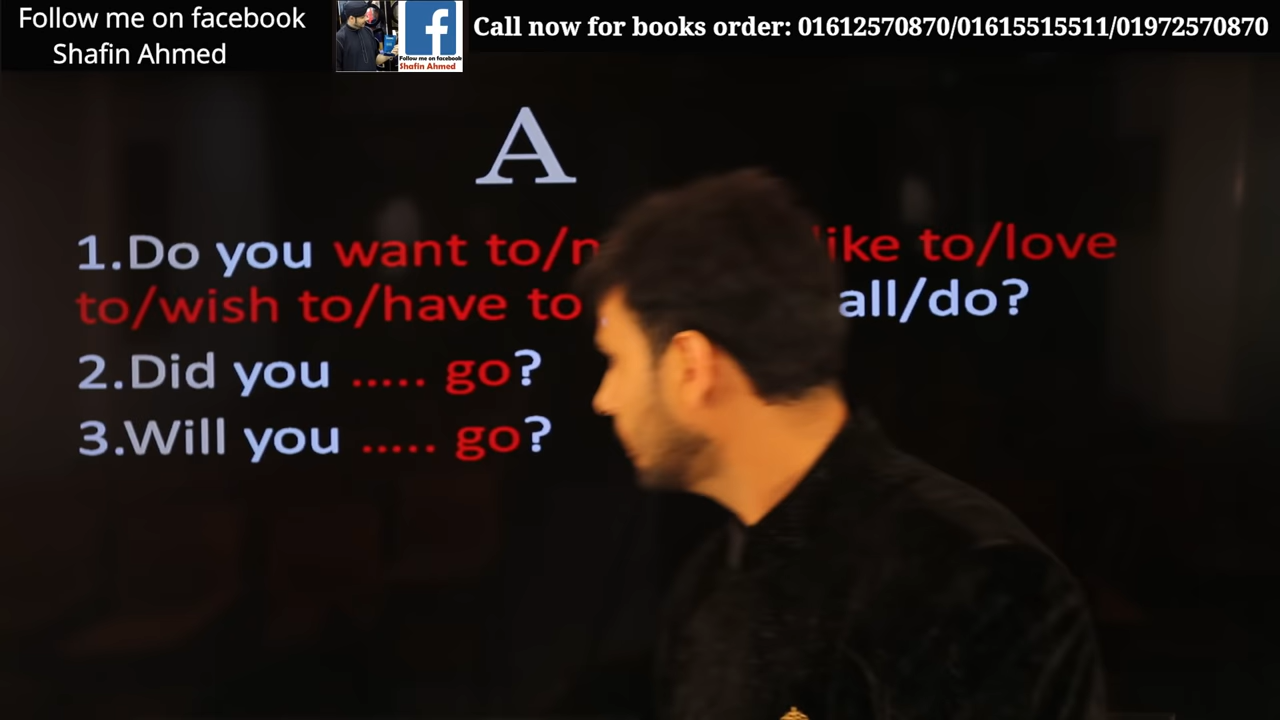 Follow me on facebook
Shafin Ahmed
Follow me on facebook
Shafin Ahmed
Call now for books order: 01612570870/01615515511/01972570870
A
1.Do you want to/ like to/love
to/wish to/have to all/do?
2.Did you ..... go?
3.Will you ..... go?